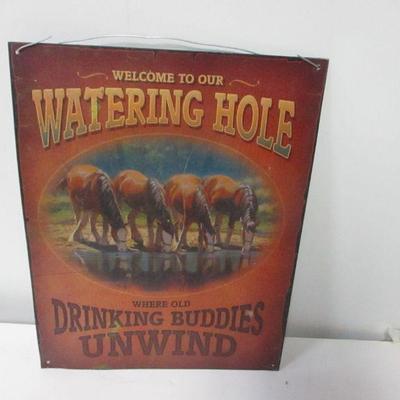 WELCOME TO OUR
WATERING HOLE
WHERE OLD
DRINKING BUDDIES
UNWIND